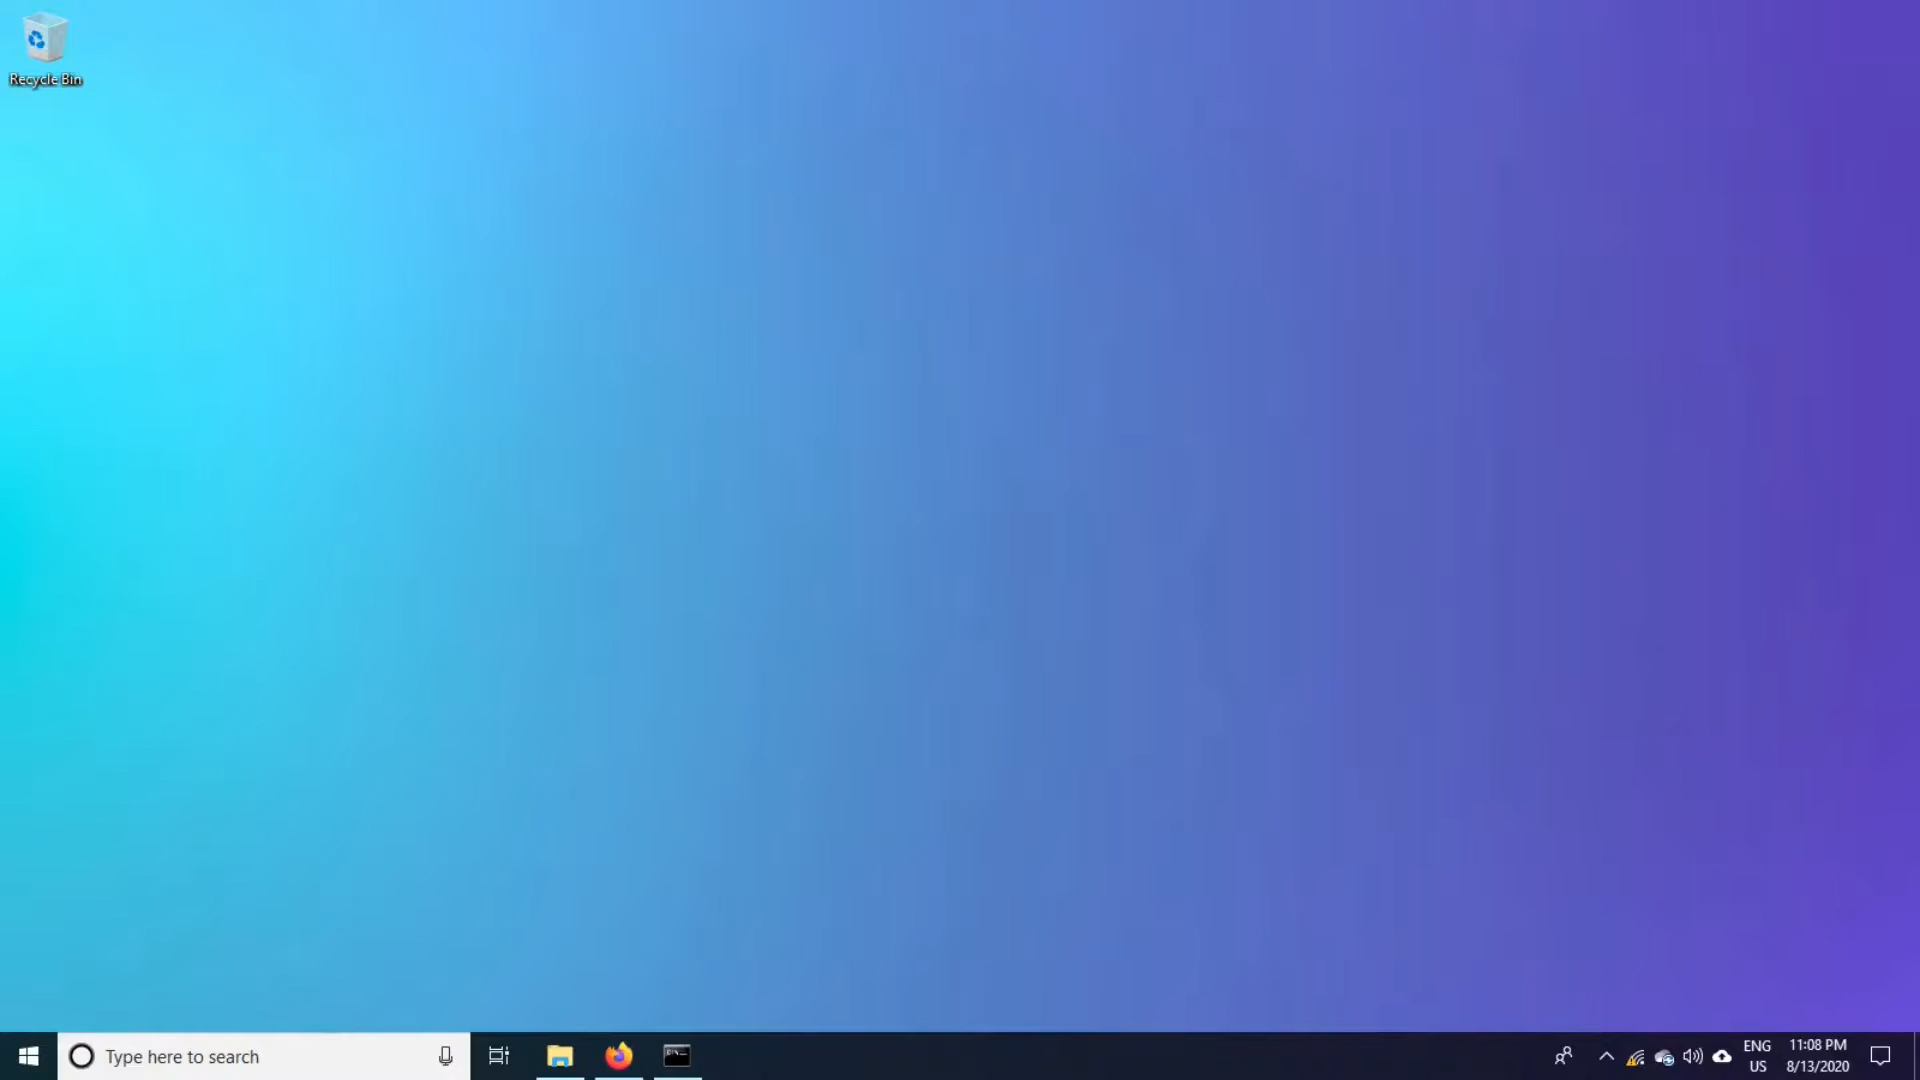 Recycle Bin
Type here to search
ENG
US
11:08 PM
8/13/2020